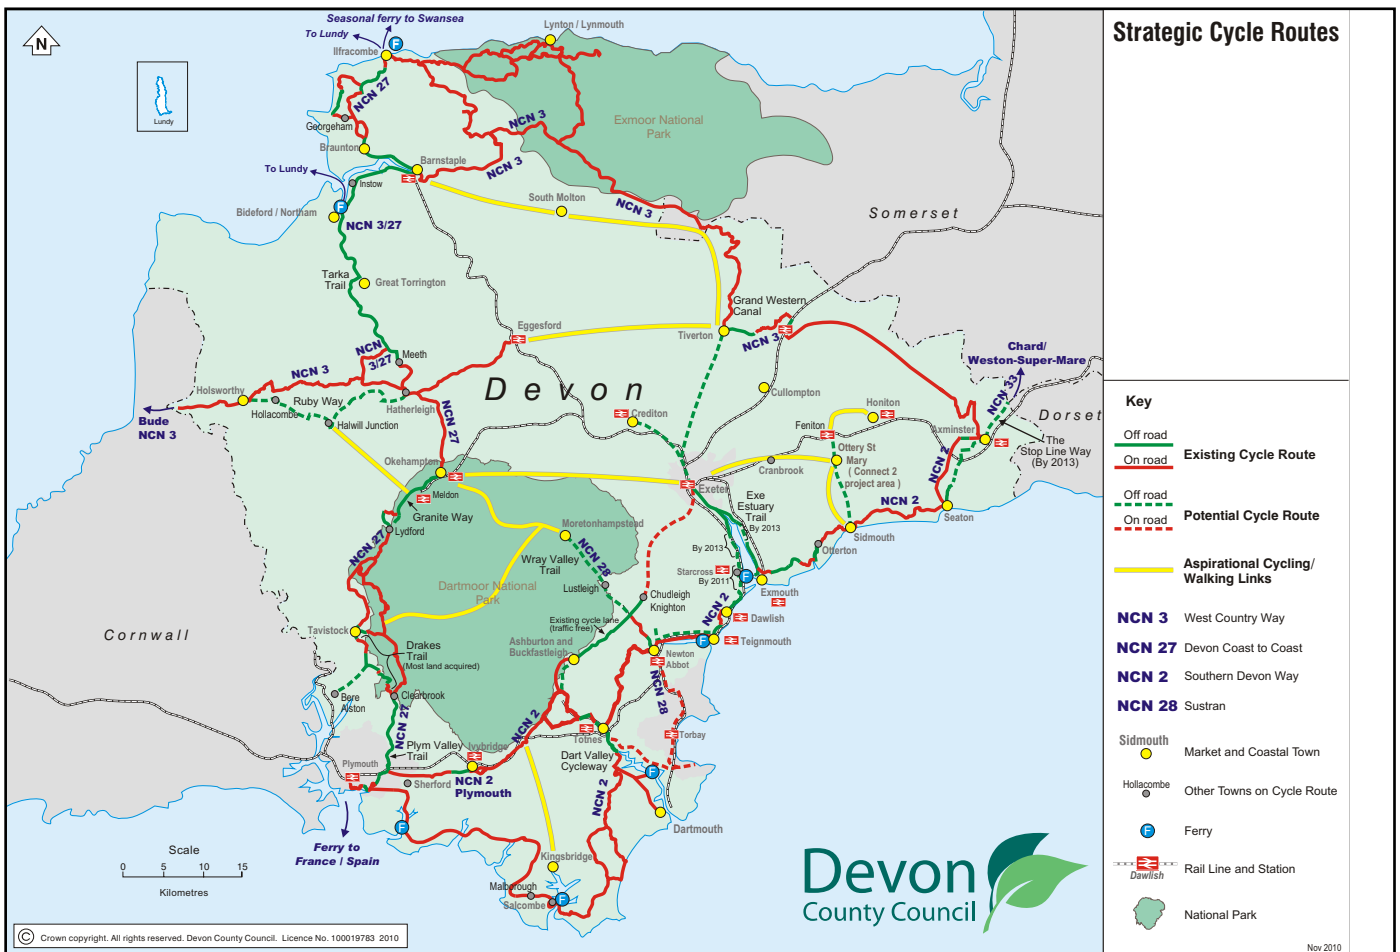 Strategic Cycle Routes
N
Seasonal ferry to Swansea
To Lundy
Lynton / Lynmouth
F
Ilfracombe
Lundy
NCN 27
Georgeham
Braunton
NCN 3
Exmoor National
Park
Barnstaple
NCN 3
To Lundy
Instow
F
Bideford / Northam
NCN 3/27
South Molton
NCN 3
Somerset
Tarka
Trail
Great Torrington
Grand Western
Canal
Eggesford
Tiverton
NCN 3
NCN
3/27
Meeth
Chard/
Weston-Super-Mare
NCN 33
NCN 3
Holsworthy
Ruby Way
Hollacombe
Hatherleigh
Halwill Junction
Bude
NCN 3
Devon
NCN 27
Cullompton
Crediton
Honiton
Feniton
Axminster
Dorset
The
Stop Line Way
(By 2013)
Ottery St
Mary
( Connect 2
project area )
Cranbrook
NCN 2
NCN 2
Seaton
Sidmouth
Otterton
Okehampton
Meldon
Granite Way
Lydford
NCN 27
Exeter
Exe
Estuary
Trail
By 2013
By 2013
Moretonhampstead
NCN 28
Wray Valley
Trail
Lustleigh
Starcross
By 2011
F
Exmouth
Dartmoor National
Park
Chudleigh
Knighton
NCN 2
Dawlish
Existing cycle lane
(traffic free)
Teignmouth
F
Cornwall
Tavistock
Drakes
Trail
(Most land acquired)
Ashburton and
Buckfastleigh
Newton
Abbot
NCN 28
Clearbrook
Bere
Alston
NCN 27
NCN 2
Totnes
Torbay
Plym Valley
Trail
Ivybridge
Dart Valley
Cycleway
Plymouth
Sherford
NCN 2
Plymouth
F
NCN 2
Dartmouth
F
Ferry to
France / Spain
Kingsbridge
Malborough
Salcombe
F
Scale
0 5 10 15
Kilometres
Devon
County Council
Crown copyright. All rights reserved. Devon County Council. Licence No. 100019783 2010
Key
Off road
Existing Cycle Route
On road
Off road
Potential Cycle Route
On road
Aspirational Cycling/
Walking Links
NCN 3 West Country Way
NCN 27 Devon Coast to Coast
NCN 2 Southern Devon Way
NCN 28 Sustran
Sidmouth
Market and Coastal Town
Hollacombe
Other Towns on Cycle Route
F Ferry
Rail Line and Station
Dawlish
National Park
Nov 2010